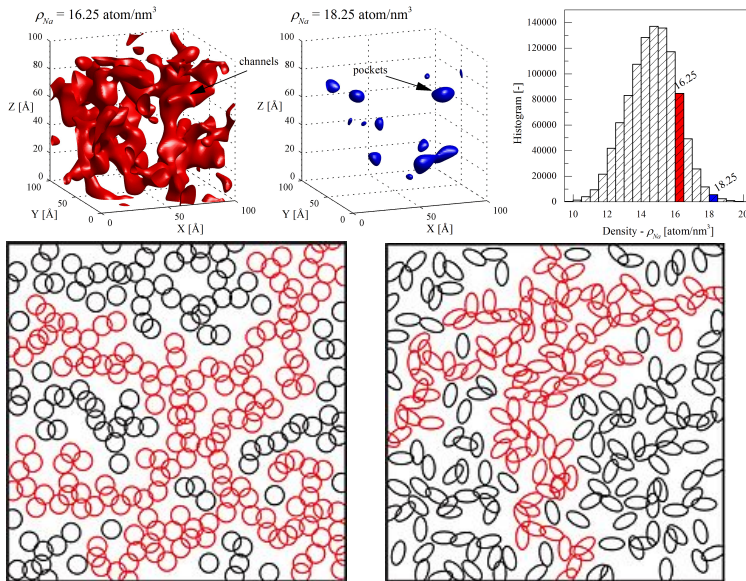 ρNa = 16.25 atom/nm³
100
80
60
40
20
0
Z [Å]
channels
100
50
0
Y [Å]
0
50
100
X [Å]
ρNa = 18.25 atom/nm³
100
80
60
40
20
0
Z [Å]
pockets
100
50
0
Y [Å]
0
50
100
X [Å]
140000
120000
100000
80000
60000
40000
20000
0
Histogram [-]
16.25
18.25
10 12 14 16 18 20
Density - ρNa [atom/nm³]